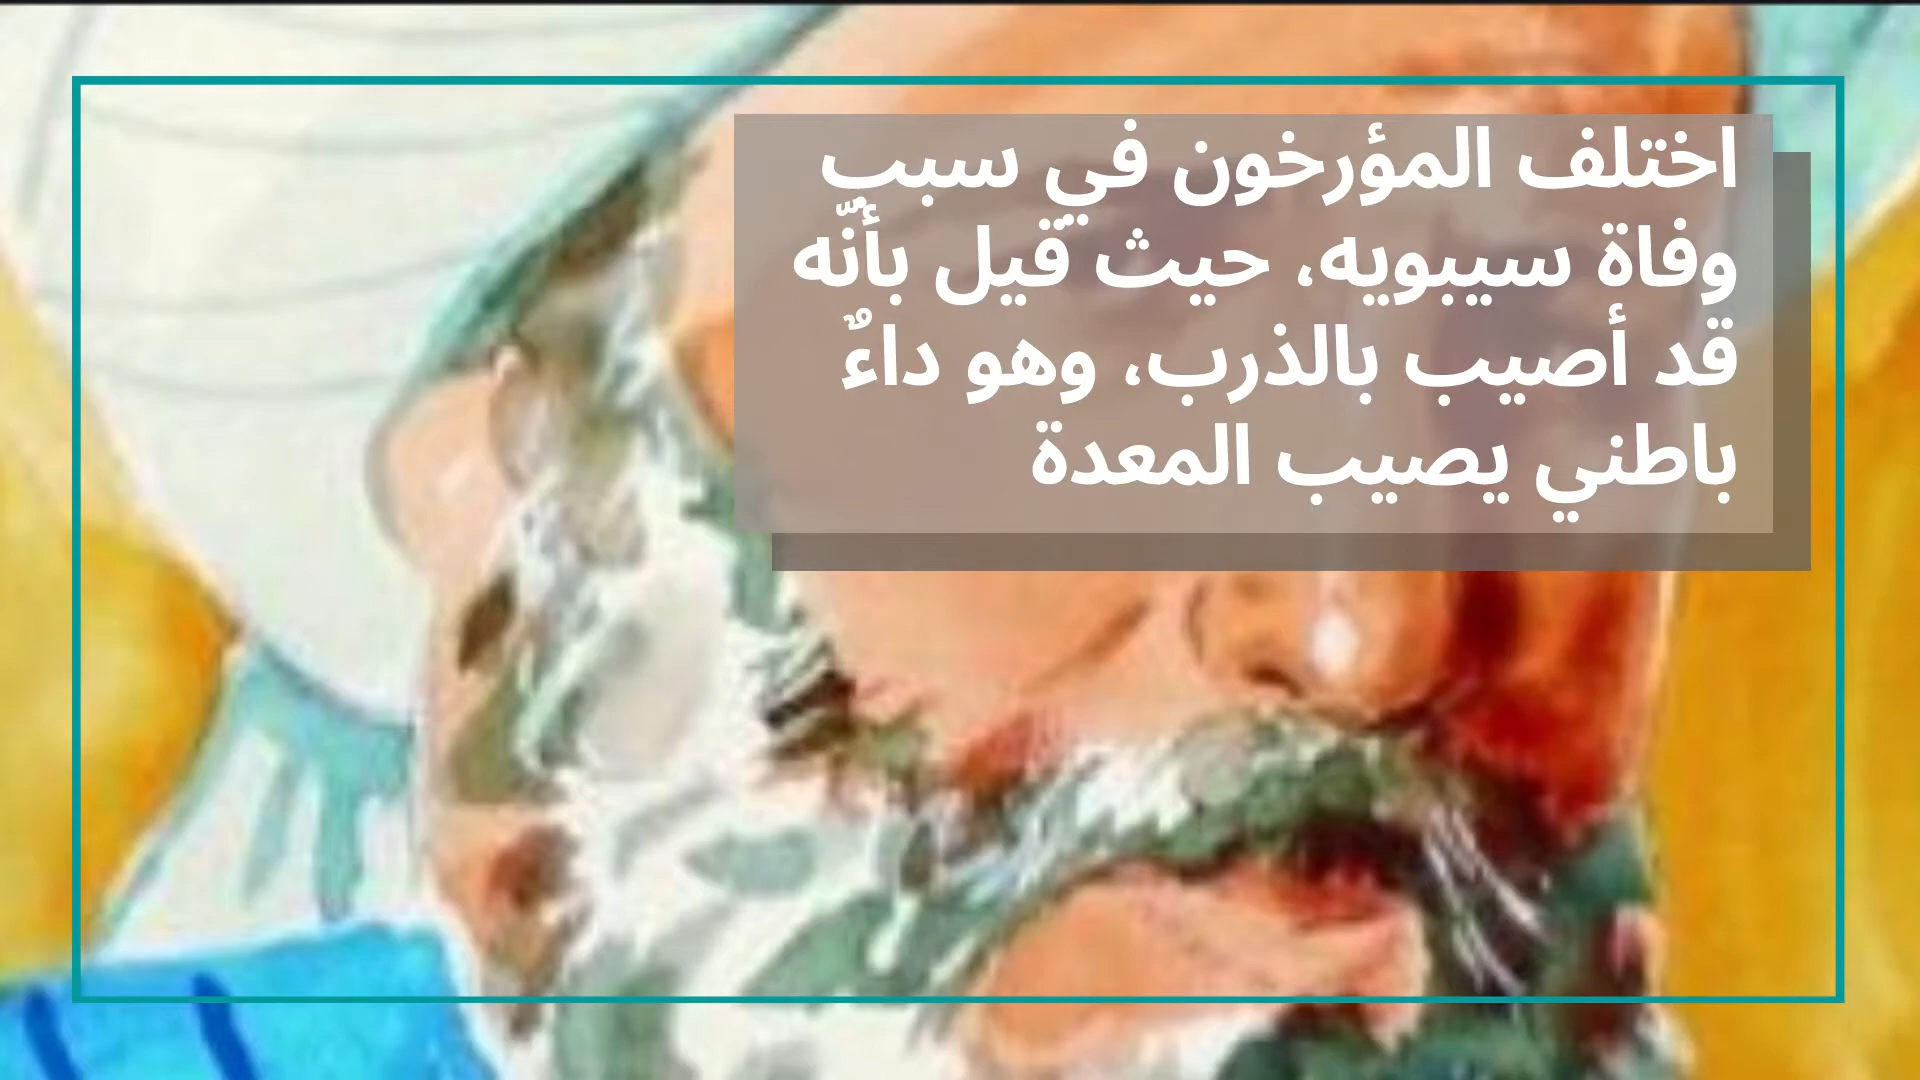 اختلف المؤرخون في سبب
وفاة سيبويه، حيث قيل بأنّه
قد أصيب بالذرب، وهو داءٌ
باطني يصيب المعدة